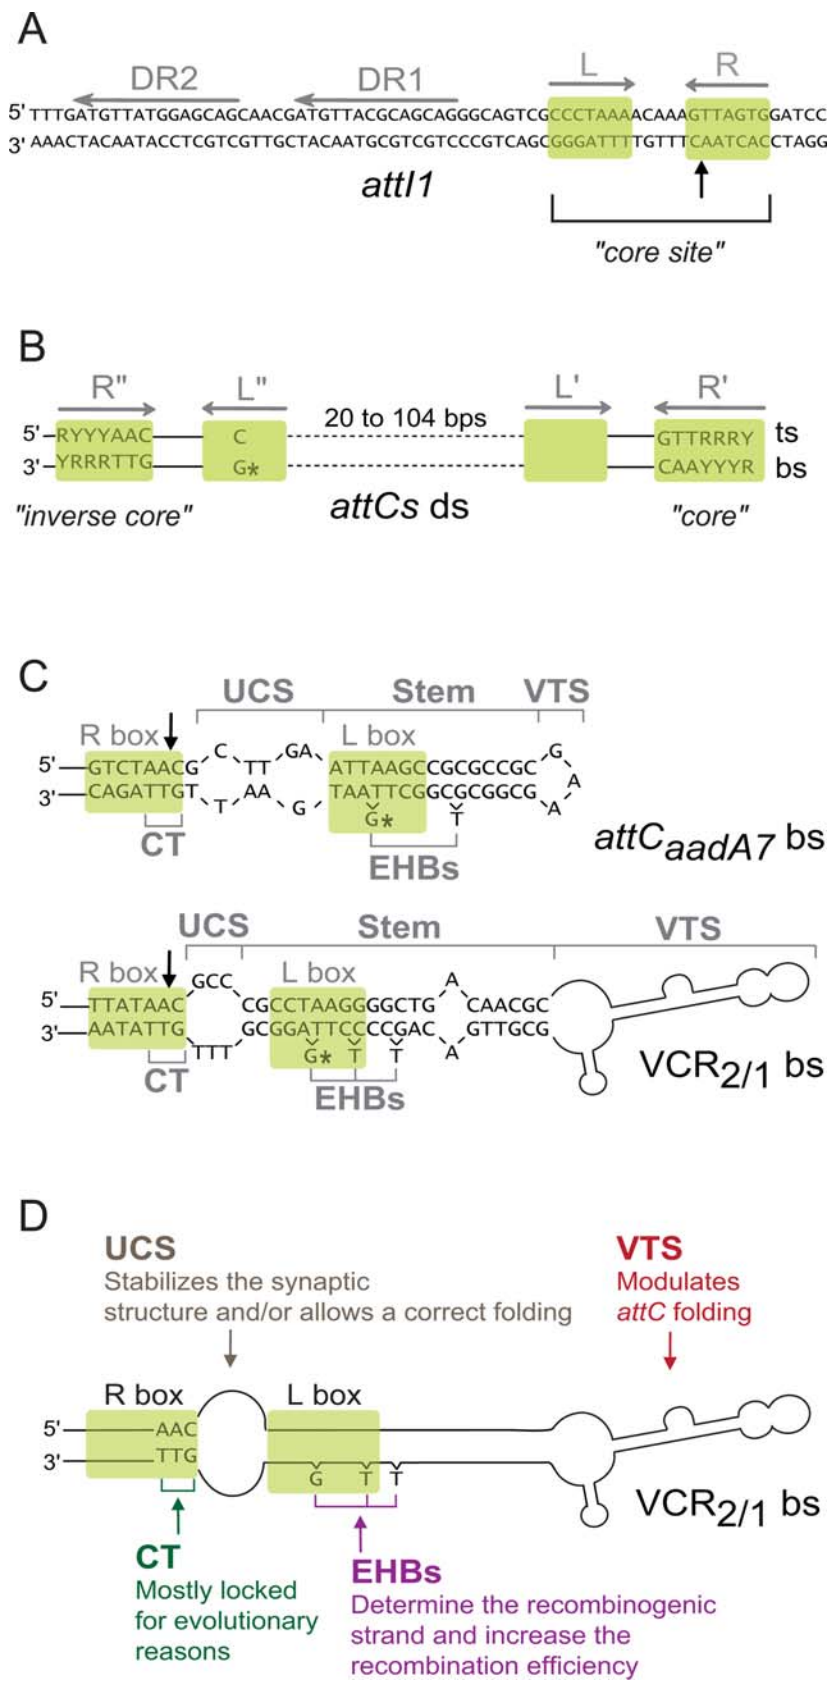 A
DR2 DR1 L R
5' TTTGATGTTATGGAGCAGCAACGATGTTACGCAGCAGGGCAGTCGCCCTAAAACAAAGTTAGTGGATCC
3' AAACTACAATACCTCGTCGTTGCTACAATGCGTCGTCCCGTCAGCGGGATTTTGTTTCAATCACCTAGG
attI1
"core site"
B
R" L" L' R'
20 to 104 bps
5' RYYYAAC C GTTRRRY ts
3' YRRRTTG G* CAAYYYR bs
"inverse core" attCs ds "core"
C
UCS Stem VTS
R box L box
5' GTCTAACG C TT GA ATTAAGCCGCGCCGC G
A
3' CAGATTGT T AA G TAATTCGGCGCGGCG A
G* T
CT
EHBs
attCaadA7 bs
UCS Stem VTS
R box GCC L box A
5' TTATAAC CGCCTAAGGGGCTG CAACGC
3' AATATTG GCGGATTCCCCGAC GTTGCG
TTT G* T T A
CT
EHBs
VCR2/1 bs
D
UCS
Stabilizes the synaptic
structure and/or allows a correct folding
VTS
Modulates
attC folding
R box L box
5' AAC
3' TTG
G T T
VCR2/1 bs
CT
Mostly locked
for evolutionary
reasons
EHBs
Determine the recombinogenic
strand and increase the
recombination efficiency